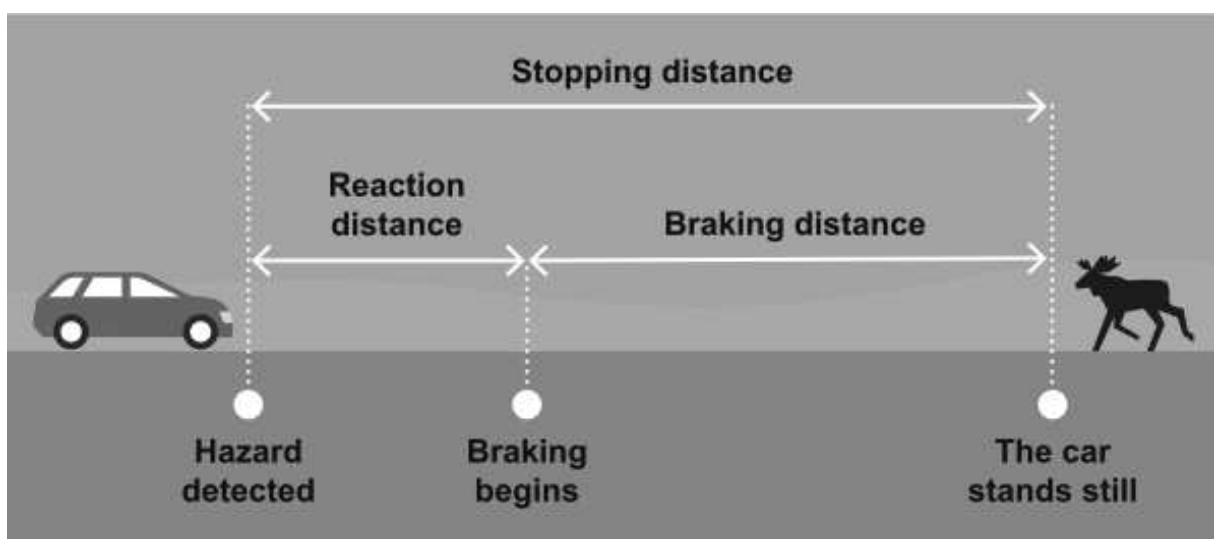 Stopping distance
Reaction
distance
Braking distance
Hazard
detected
Braking
begins
The car
stands still